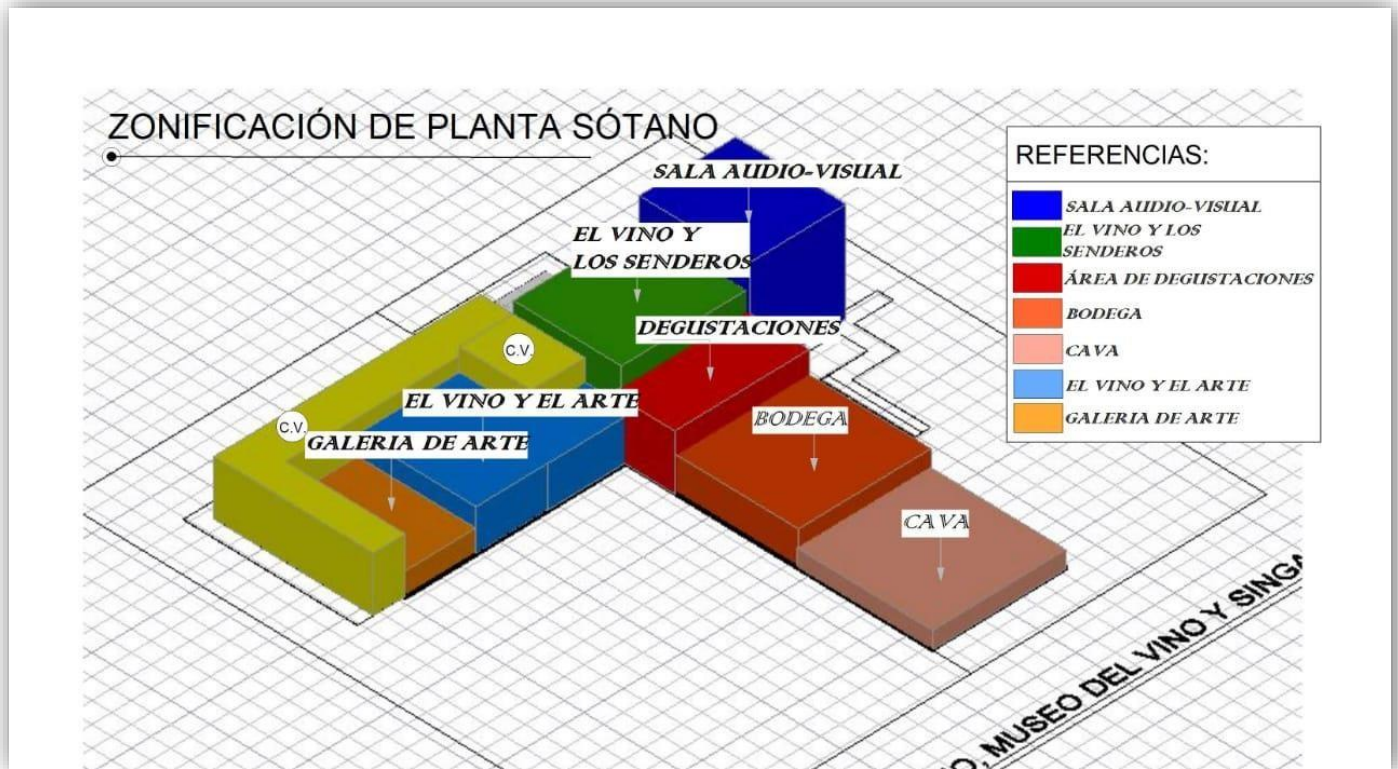 ZONIFICACIÓN DE PLANTA SÓTANO
SALA AUDIO-VISUAL
EL VINO Y
LOS SENDEROS
DEGUSTACIONES
C.V.
EL VINO Y EL ARTE
C.V.
GALERIA DE ARTE
BODEGA
CAVA
REFERENCIAS:
SALA AUDIO-VISUAL
EL VINO Y LOS
SENDEROS
ÁREA DE DEGUSTACIONES
BODEGA
CAVA
EL VINO Y EL ARTE
GALERIA DE ARTE
MUSEO DEL VINO Y